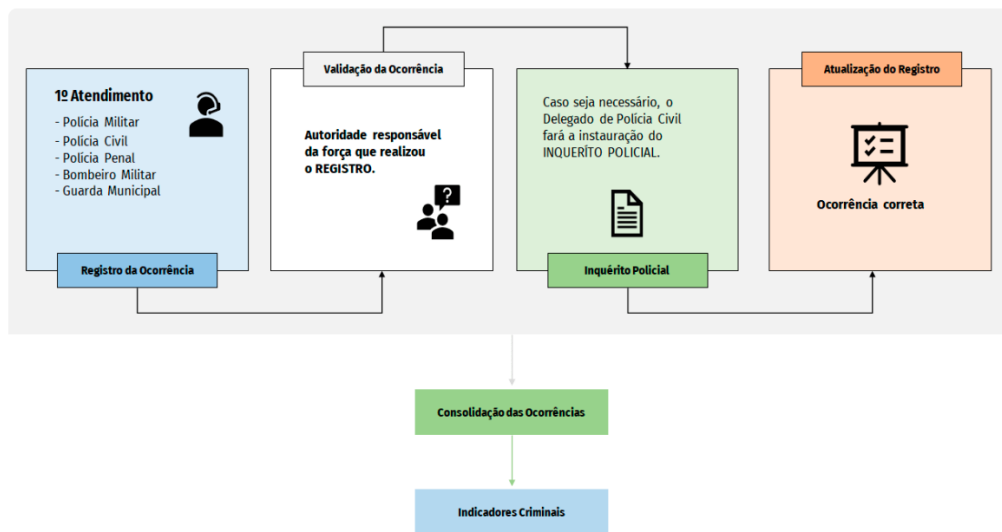 1º Atendimento
- Polícia Militar
- Polícia Civil
- Polícia Penal
- Bombeiro Militar
- Guarda Municipal
Registro da Ocorrência
Validação da Ocorrência
Autoridade responsável
da força que realizou
o REGISTRO.
?
Caso seja necessário, o
Delegado de Polícia Civil
fará a instauração do
INQUERÍTO POLICIAL.
Inquérito Policial
Atualização do Registro
Ocorrência correta
Consolidação das Ocorrências
Indicadores Criminais